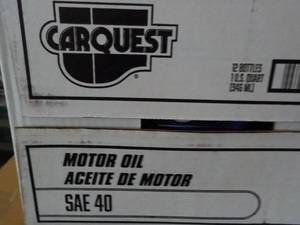 CARQUEST
12 BOTTLES
1 U.S. QUART
(946 ML)
MOTOR OIL
ACEITE DE MOTOR
SAE 40